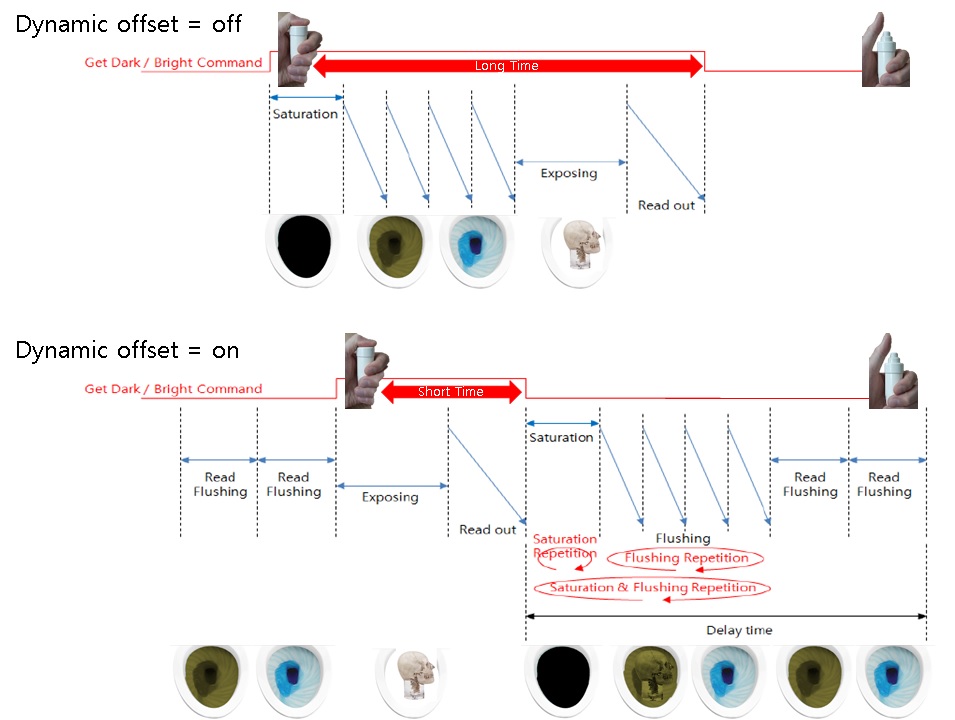 Dynamic offset = off
Get Dark / Bright Command
Long Time
Saturation
Exposing
Read out
Dynamic offset = on
Get Dark / Bright Command
Short Time
Saturation
Read
Flushing
Read
Flushing
Exposing
Read
Flushing
Read
Flushing
Read out
Saturation
Repetition
Flushing
Flushing Repetition
Saturation & Flushing Repetition
Delay time